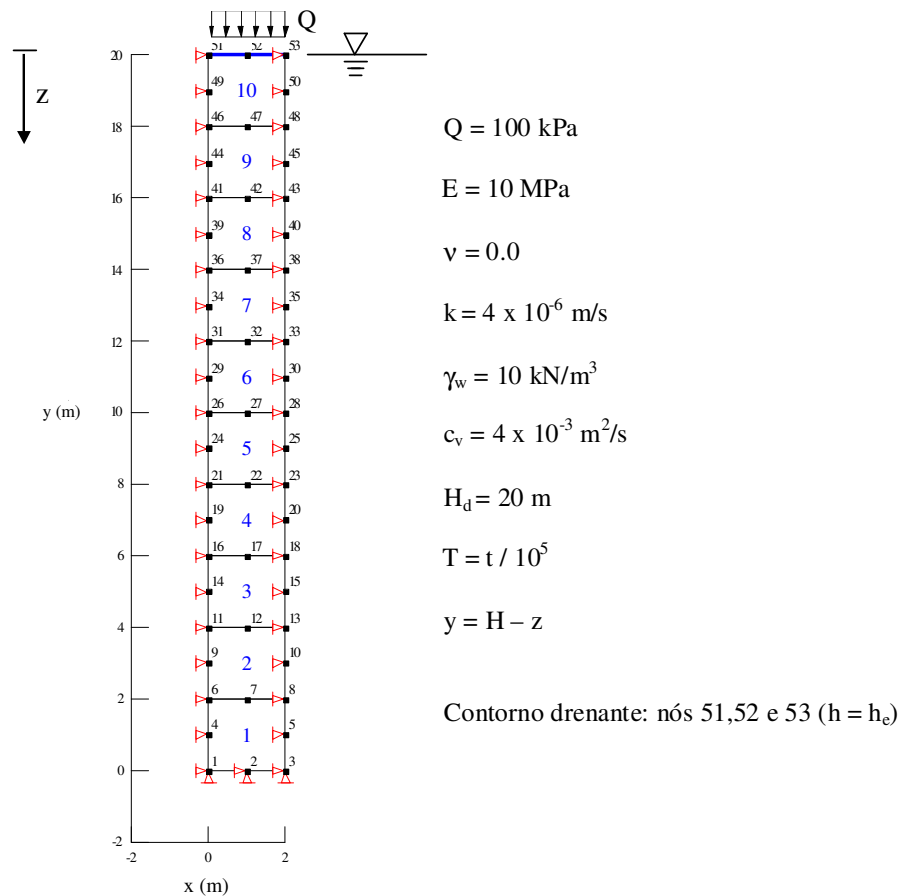 Q
51 52 53
20
49 10 50
z
46 47 48
18
Q = 100 kPa
44 9 45
E = 10 MPa
41 42 43
16
39 8 40
ν = 0.0
36 37 38
14
34 7 35
k = 4 x 10⁻⁶ m/s
31 32 33
12
29 6 30
γw = 10 kN/m³
y (m)
26 27 28
10
24 5 25
cv = 4 x 10⁻³ m²/s
21 22 23
8
Hd = 20 m
19 4 20
16 17 18
6
T = t / 10⁵
14 3 15
y = H – z
11 12 13
4
9 2 10
Contorno drenante: nós 51,52 e 53 (h = he)
6 7 8
2
4 1 5
1 2 3
0
-2
-2 0 2
x (m)